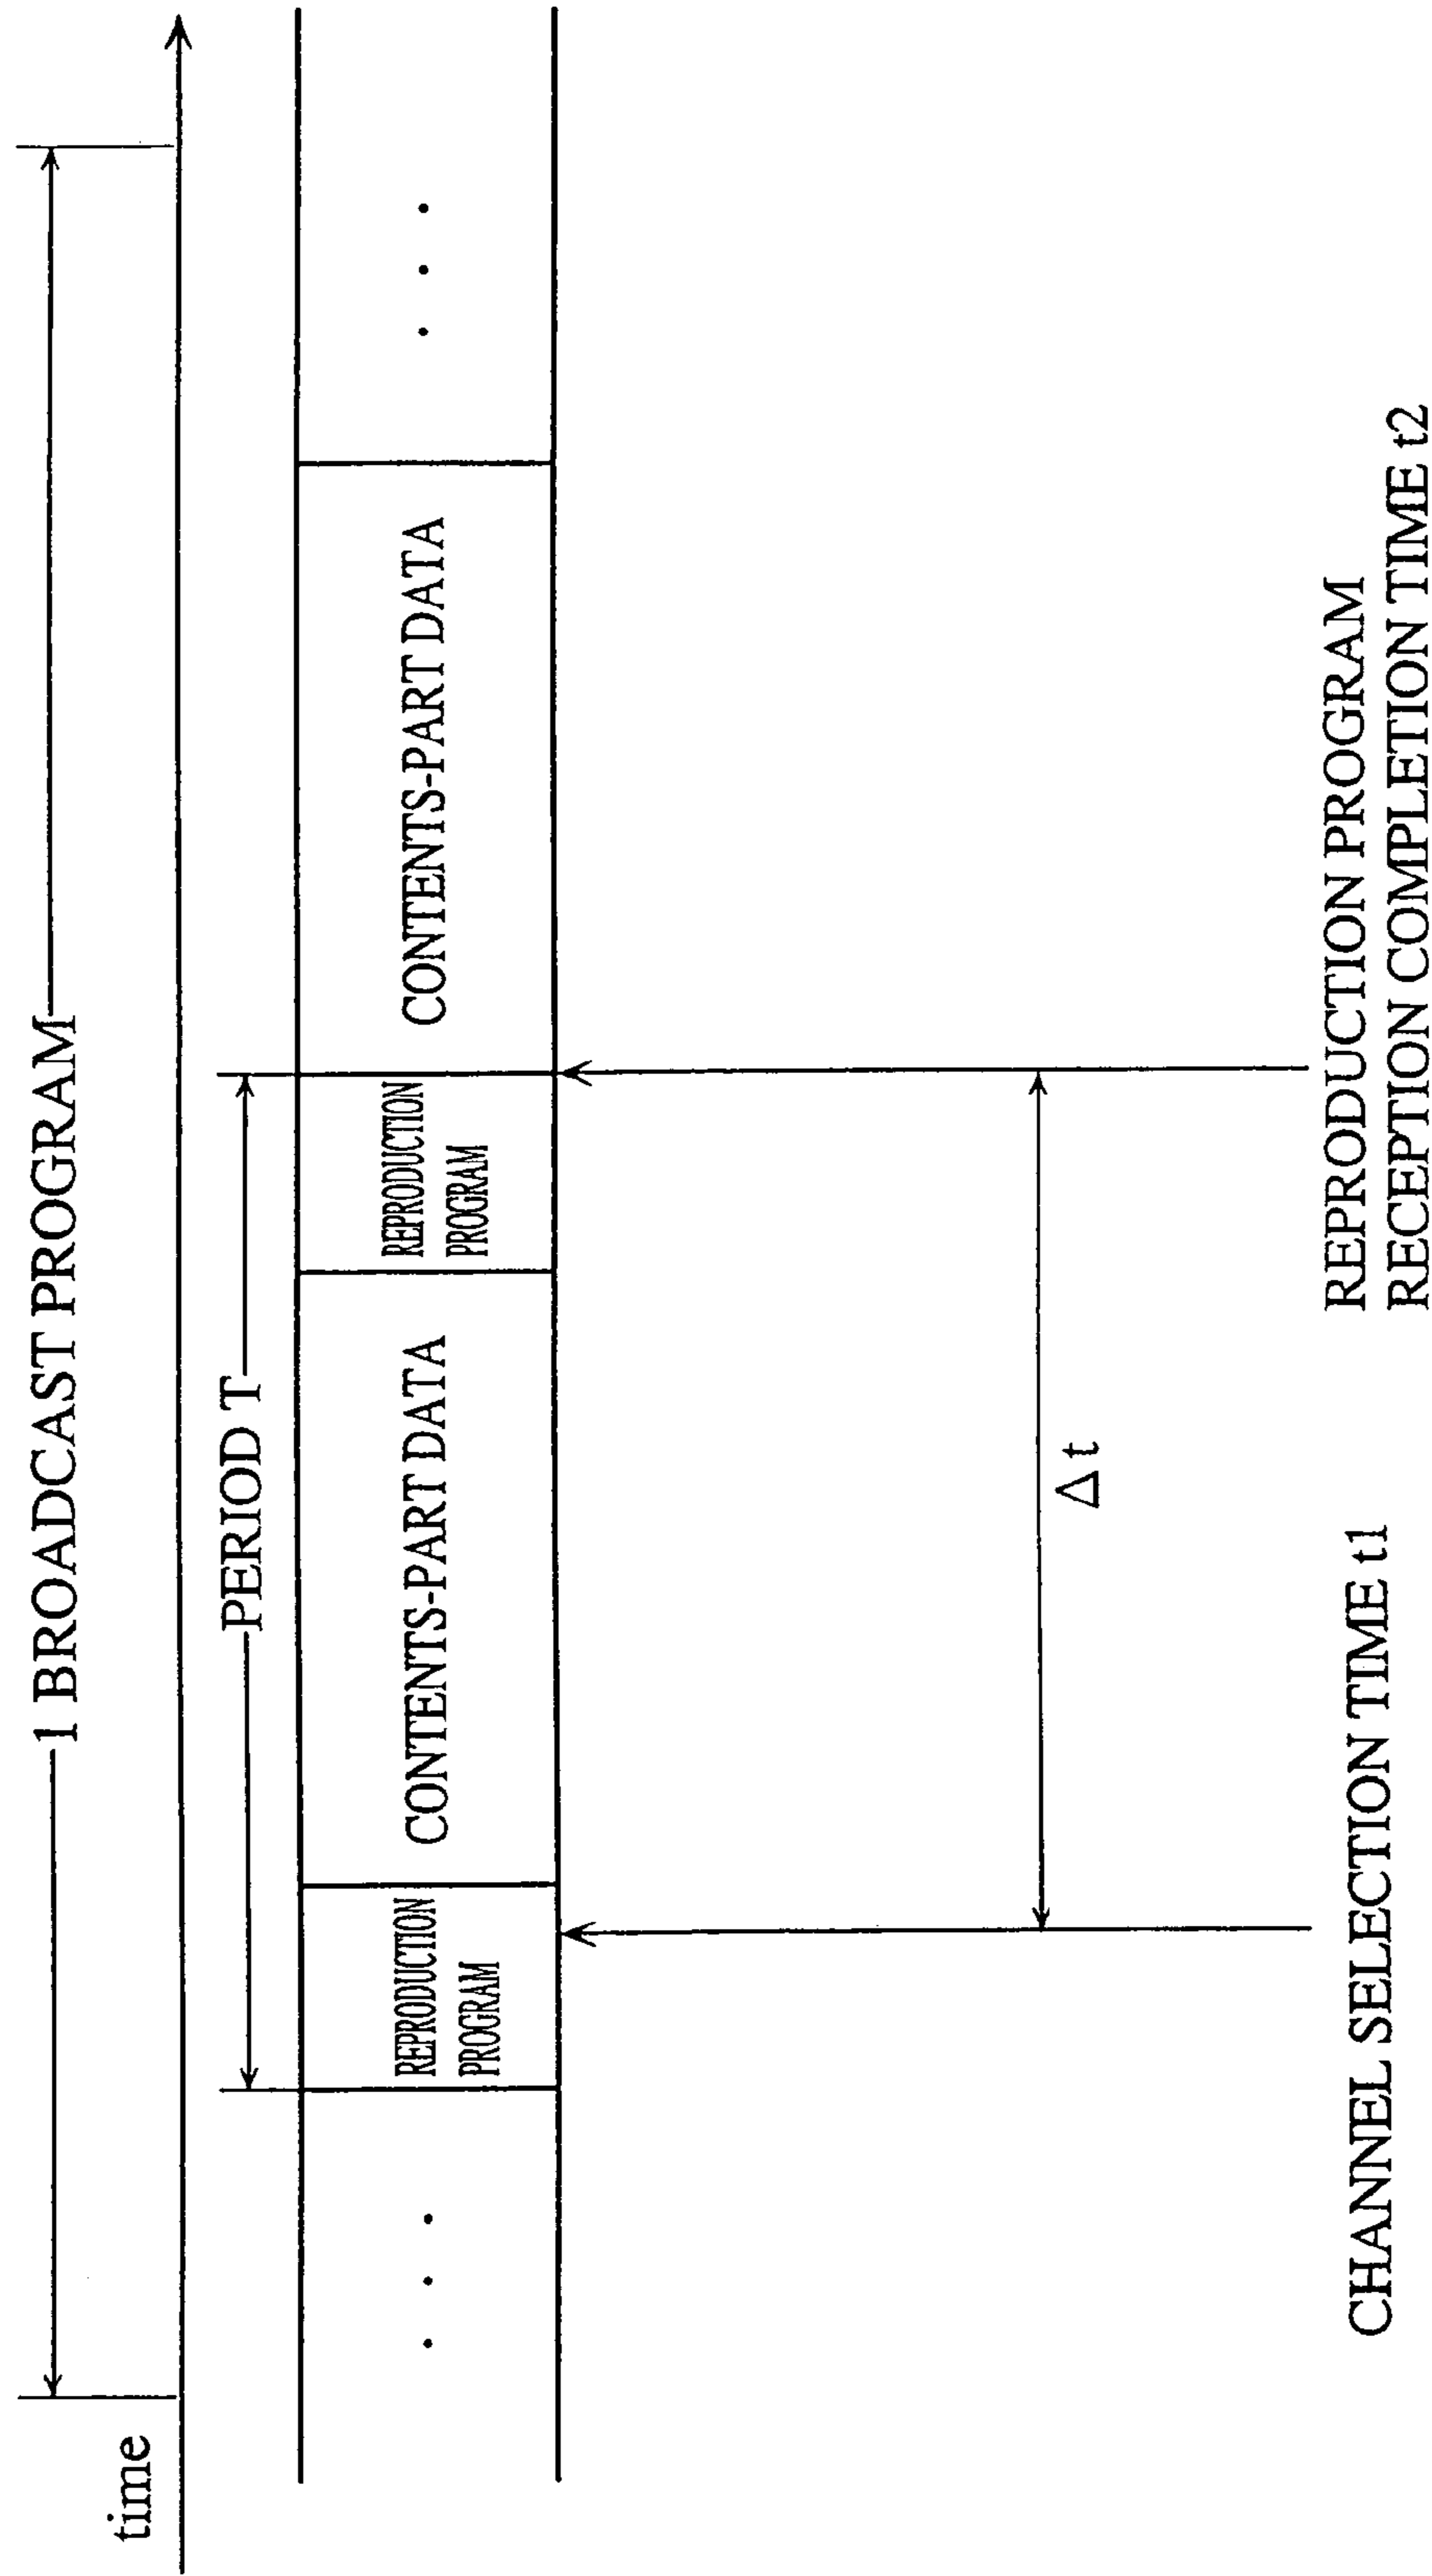 1 BROADCAST PROGRAM
time
PERIOD T
REPRODUCTION
PROGRAM
CONTENTS-PART DATA
REPRODUCTION
PROGRAM
CONTENTS-PART DATA
Δt
CHANNEL SELECTION TIME t1
REPRODUCTION PROGRAM
RECEPTION COMPLETION TIME t2